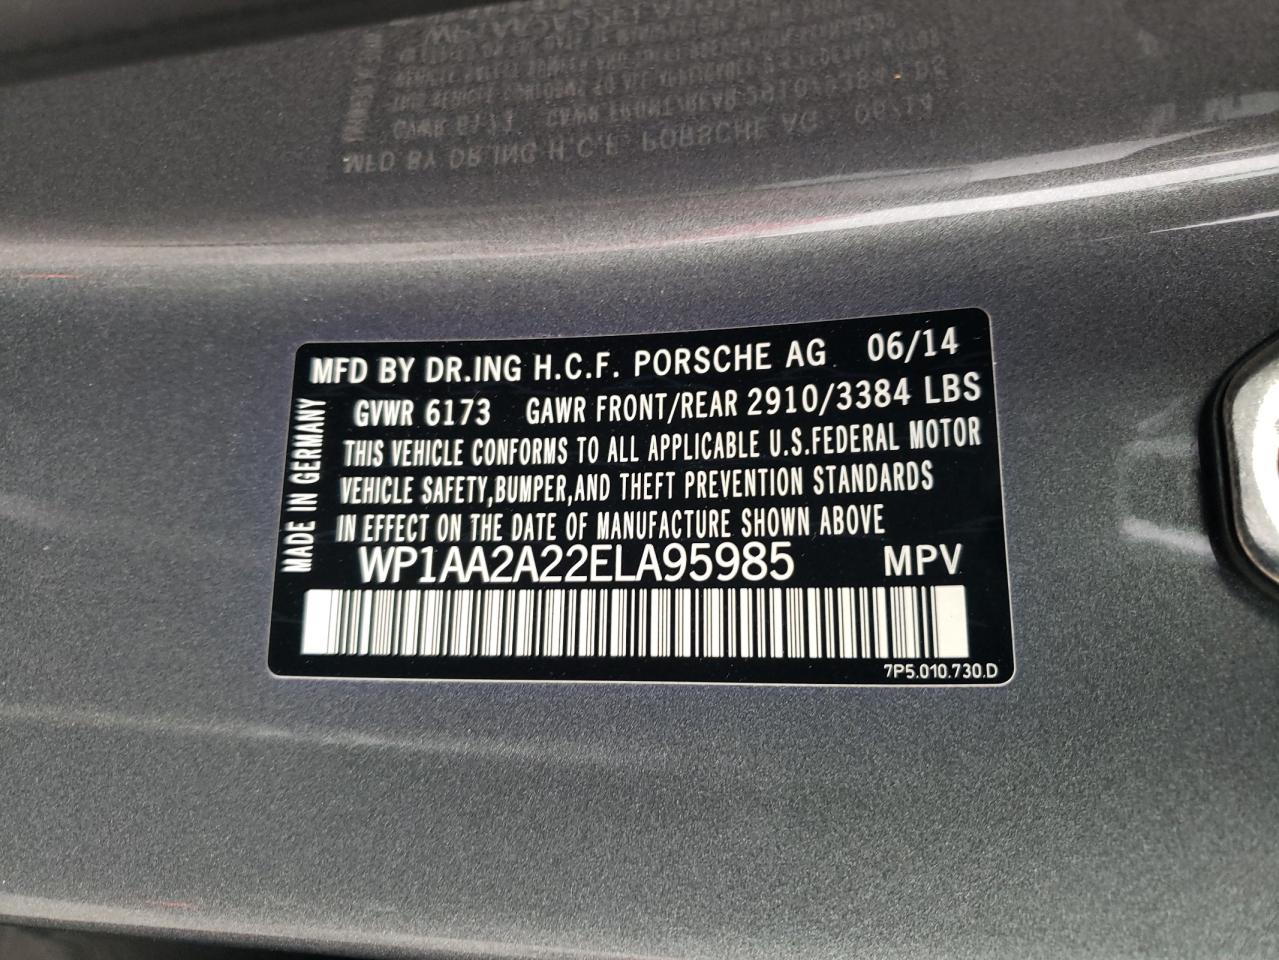 MFD BY DR.ING H.C.F. PORSCHE AG 06/14
GVWR 6173 GAWR FRONT/REAR 2910/3384 LBS
THIS VEHICLE CONFORMS TO ALL APPLICABLE U.S.FEDERAL MOTOR
VEHICLE SAFETY,BUMPER,AND THEFT PREVENTION STANDARDS
IN EFFECT ON THE DATE OF MANUFACTURE SHOWN ABOVE
MADE IN GERMANY
WP1AA2A22ELA95985 MPV
7P5.010.730.D